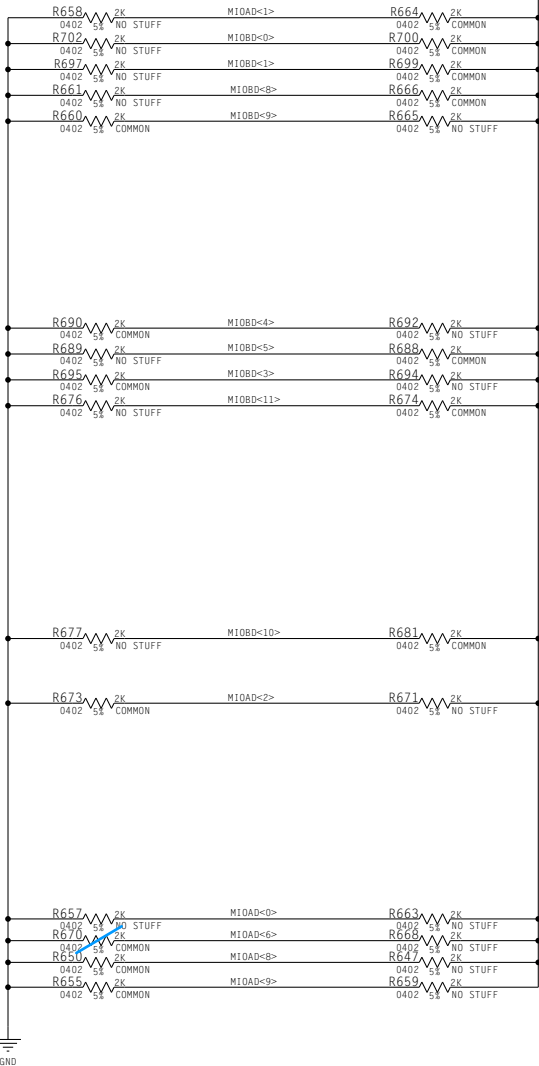 R658 2K MIOAD<1> R664 2K
0402 5% NO STUFF 0402 5% COMMON
R702 2K MIOBD<0> R700 2K
0402 5% NO STUFF 0402 5% COMMON
R697 2K MIOBD<1> R699 2K
0402 5% NO STUFF 0402 5% COMMON
R661 2K MIOBD<8> R666 2K
0402 5% NO STUFF 0402 5% COMMON
R660 2K MIOBD<9> R665 2K
0402 5% COMMON 0402 5% NO STUFF
R690 2K MIOBD<4> R692 2K
0402 5% COMMON 0402 5% NO STUFF
R689 2K MIOBD<5> R688 2K
0402 5% NO STUFF 0402 5% COMMON
R695 2K MIOBD<3> R694 2K
0402 5% COMMON 0402 5% NO STUFF
R676 2K MIOBD<11> R674 2K
0402 5% NO STUFF 0402 5% COMMON
R677 2K MIOBD<10> R681 2K
0402 5% NO STUFF 0402 5% COMMON
R673 2K MIOAD<2> R671 2K
0402 5% COMMON 0402 5% NO STUFF
R657 2K MIOAD<0> R663 2K
0402 5% NO STUFF 0402 5% COMMON
R670 2K MIOAD<6> R668 2K
0402 5% COMMON 0402 5% NO STUFF
R650 2K MIOAD<8> R647 2K
0402 5% COMMON 0402 5% NO STUFF
R655 2K MIOAD<9> R659 2K
0402 5% COMMON 0402 5% NO STUFF
GND